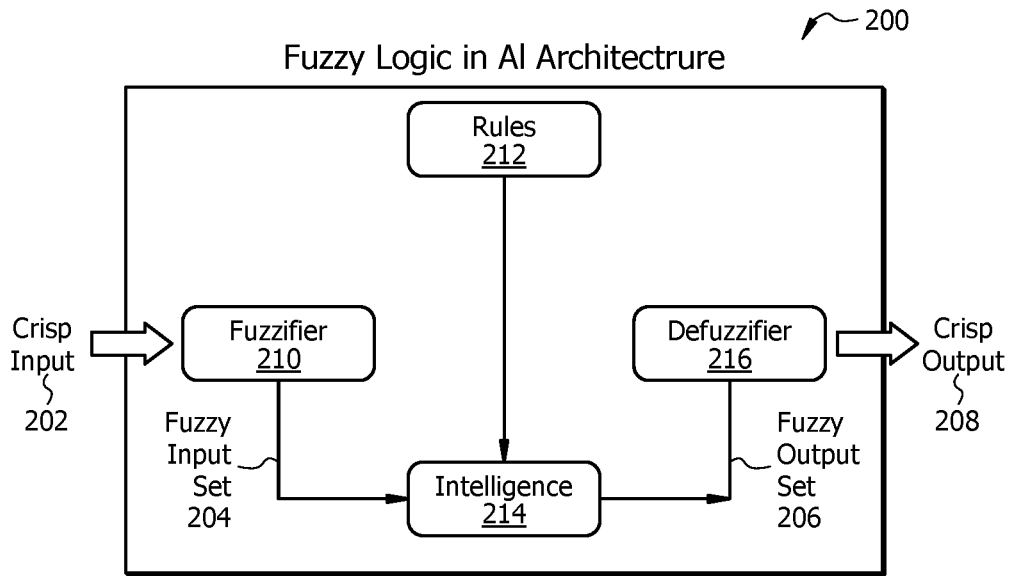 200
Fuzzy Logic in AI Architectrure
Rules
212
Crisp
Input
202
Fuzzifier
210
Defuzzifier
216
Crisp
Output
208
Fuzzy
Input
Set
204
Intelligence
214
Fuzzy
Output
Set
206